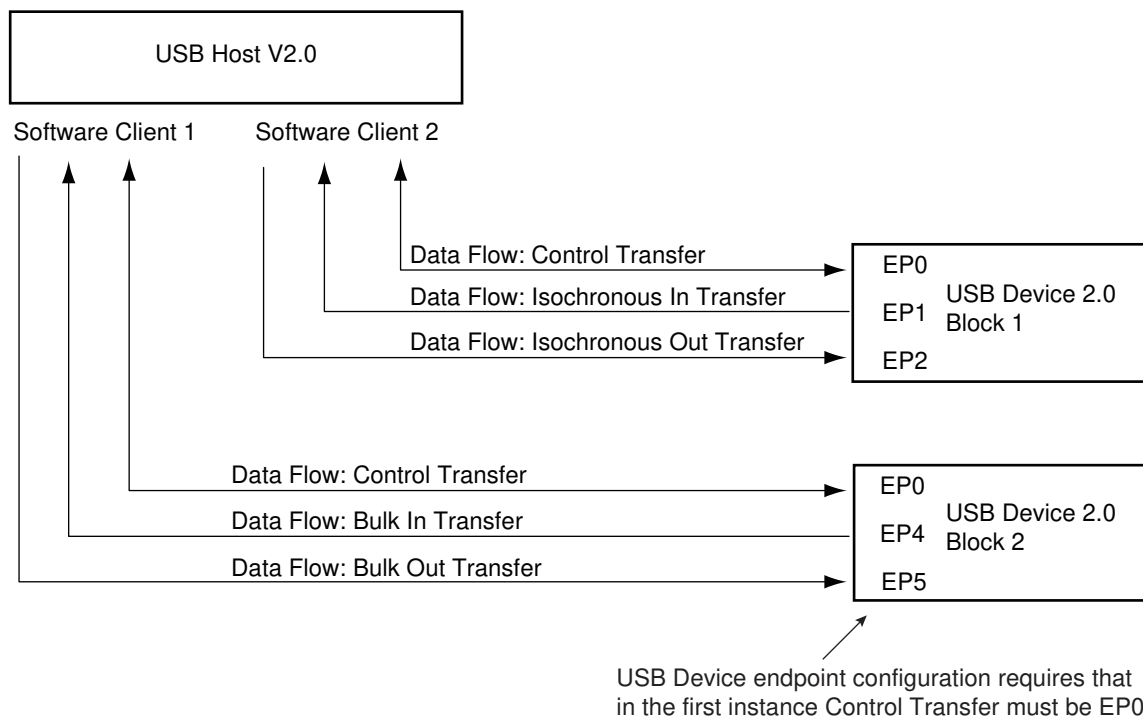 USB Host V2.0
Software Client 1
Software Client 2
Data Flow: Control Transfer
Data Flow: Isochronous In Transfer
Data Flow: Isochronous Out Transfer
EP0
EP1
EP2
USB Device 2.0
Block 1
Data Flow: Control Transfer
Data Flow: Bulk In Transfer
Data Flow: Bulk Out Transfer
EP0
EP4
EP5
USB Device 2.0
Block 2
USB Device endpoint configuration requires that
in the first instance Control Transfer must be EP0